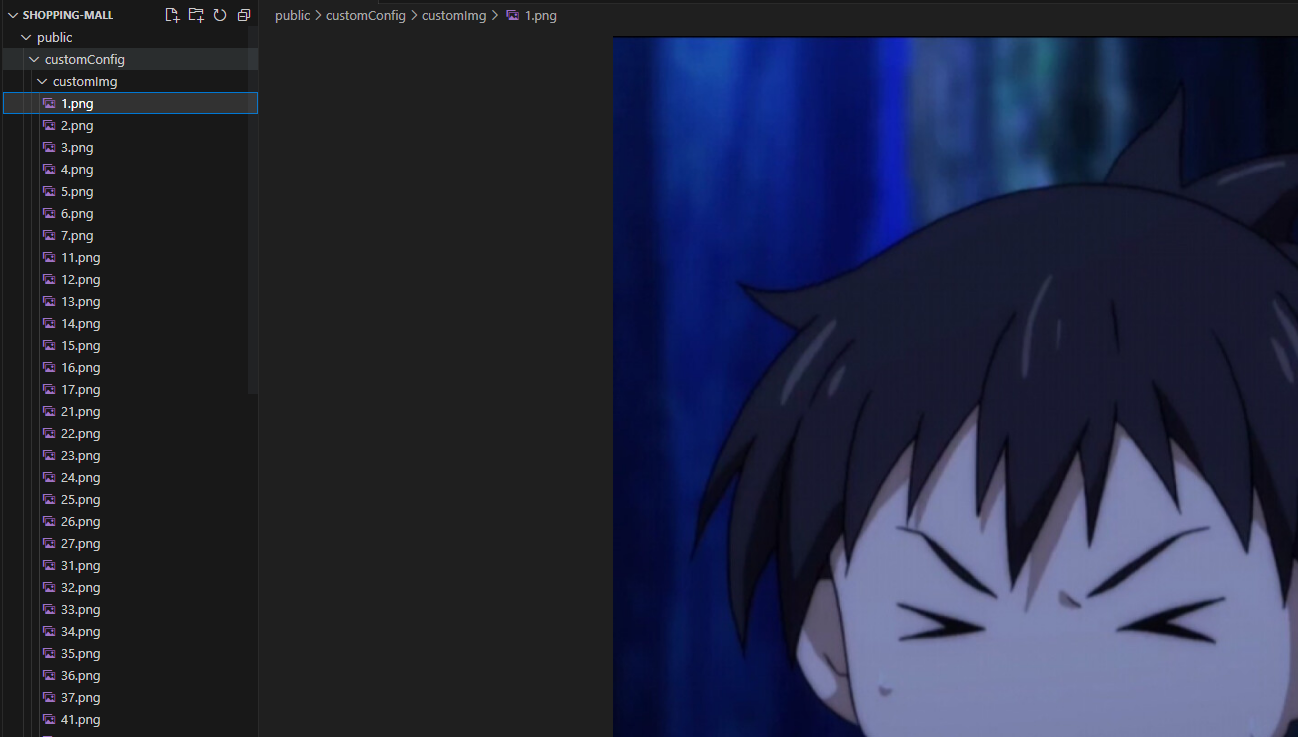 SHOPPING-MALL
public
customConfig
customImg
1.png
2.png
3.png
4.png
5.png
6.png
7.png
11.png
12.png
13.png
14.png
15.png
16.png
17.png
21.png
22.png
23.png
24.png
25.png
26.png
27.png
31.png
32.png
33.png
34.png
35.png
36.png
37.png
41.png
public > customConfig > customImg > 1.png